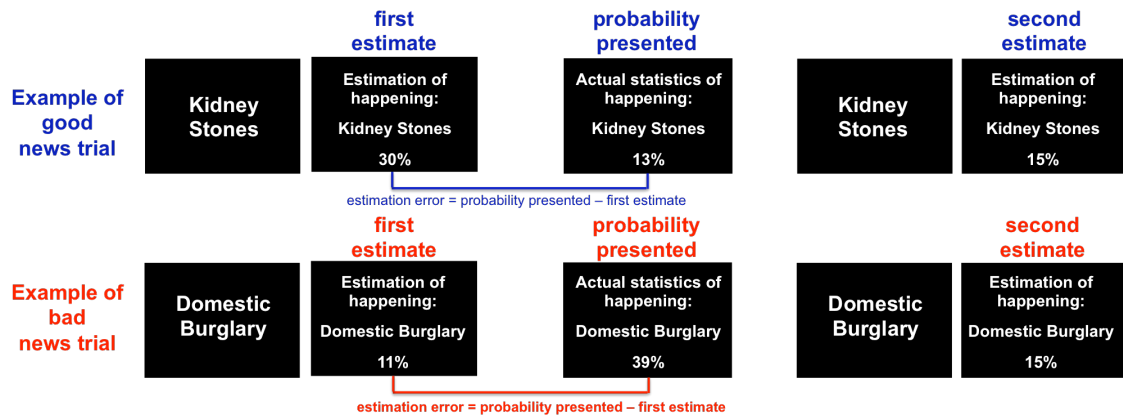 first
estimate
probability
presented
second
estimate
Example of
good
news trial
Kidney
Stones
Estimation of
happening:
Kidney Stones
30%
Actual statistics of
happening:
Kidney Stones
13%
Kidney
Stones
Estimation of
happening:
Kidney Stones
15%
estimation error = probability presented – first estimate
first
estimate
probability
presented
second
estimate
Example of
bad
news trial
Domestic
Burglary
Estimation of
happening:
Domestic Burglary
11%
Actual statistics of
happening:
Domestic Burglary
39%
Domestic
Burglary
Estimation of
happening:
Domestic Burglary
15%
estimation error = probability presented – first estimate